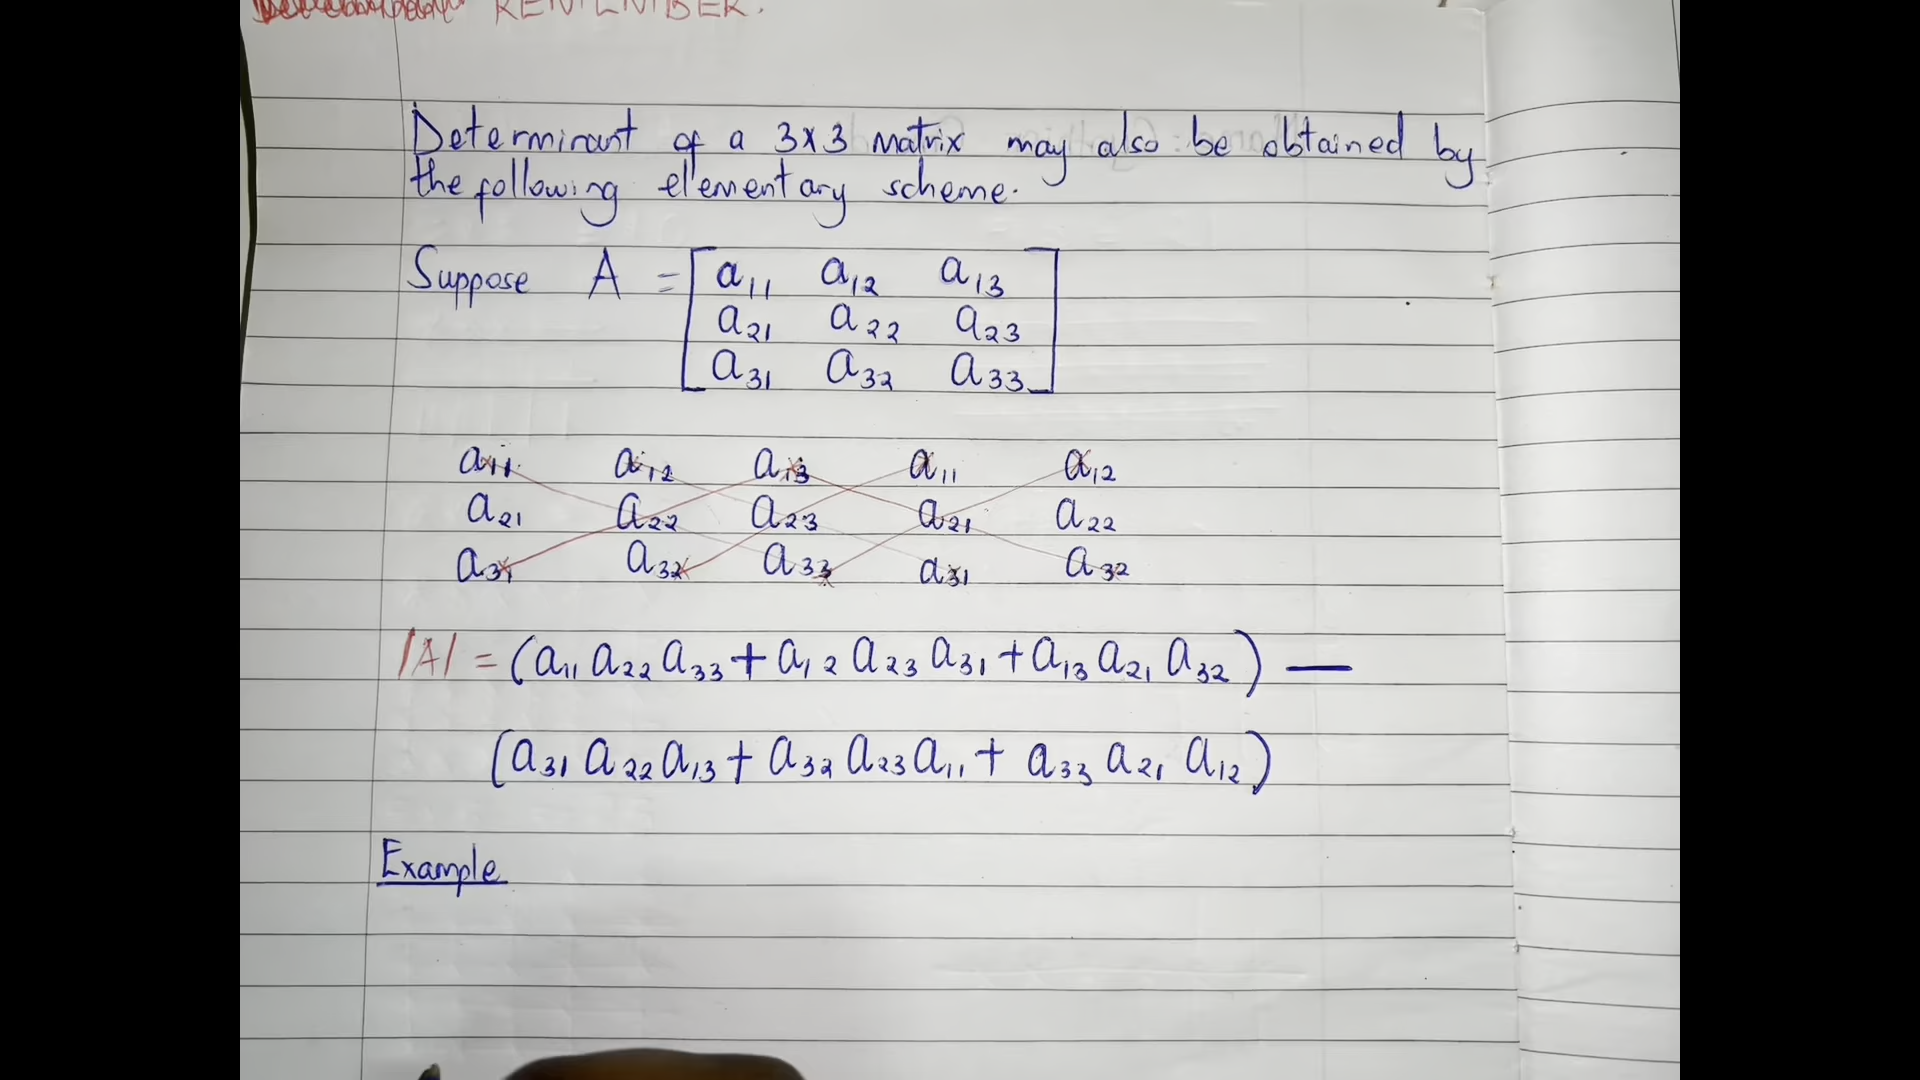 REMEMBER.
Determinant of a 3x3 matrix may also be obtained by
the following elementary scheme.
Suppose A = [a₁₁ a₁₂ a₁₃
a₂₁ a₂₂ a₂₃
a₃₁ a₃₂ a₃₃]
a₁₁ a₁₂ a₁₃ a₁₁ a₁₂
a₂₁ a₂₂ a₂₃ a₂₁ a₂₂
a₃₁ a₃₂ a₃₃ a₃₁ a₃₂
|A| = (a₁₁ a₂₂ a₃₃ + a₁₂ a₂₃ a₃₁ + a₁₃ a₂₁ a₃₂) —
(a₃₁ a₂₂ a₁₃ + a₃₂ a₂₃ a₁₁ + a₃₃ a₂₁ a₁₂)
Example